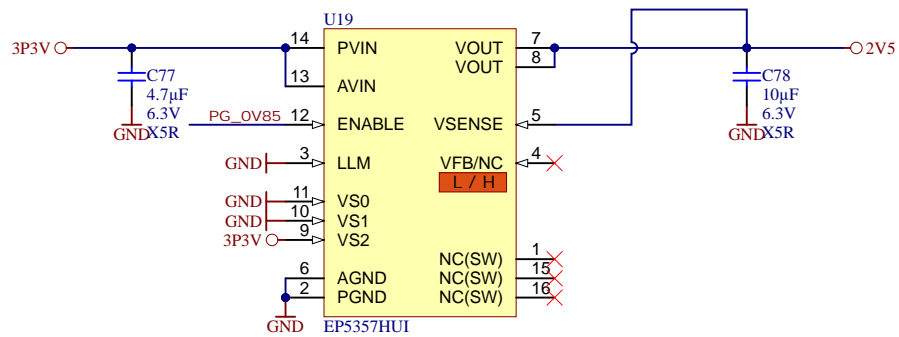 U19
3P3V
14
PVIN
VOUT
7
2V5
VOUT
8
C77
4.7µF
6.3V
X5R
GND
13
AVIN
C78
10µF
6.3V
X5R
GND
PG_0V85
12
ENABLE
VSENSE
5
GND
3
LLM
VFB/NC
4
L / H
GND
11
VS0
GND
10
VS1
3P3V
9
VS2
NC(SW)
1
6
AGND
NC(SW)
15
2
PGND
NC(SW)
16
GND
EP5357HUI